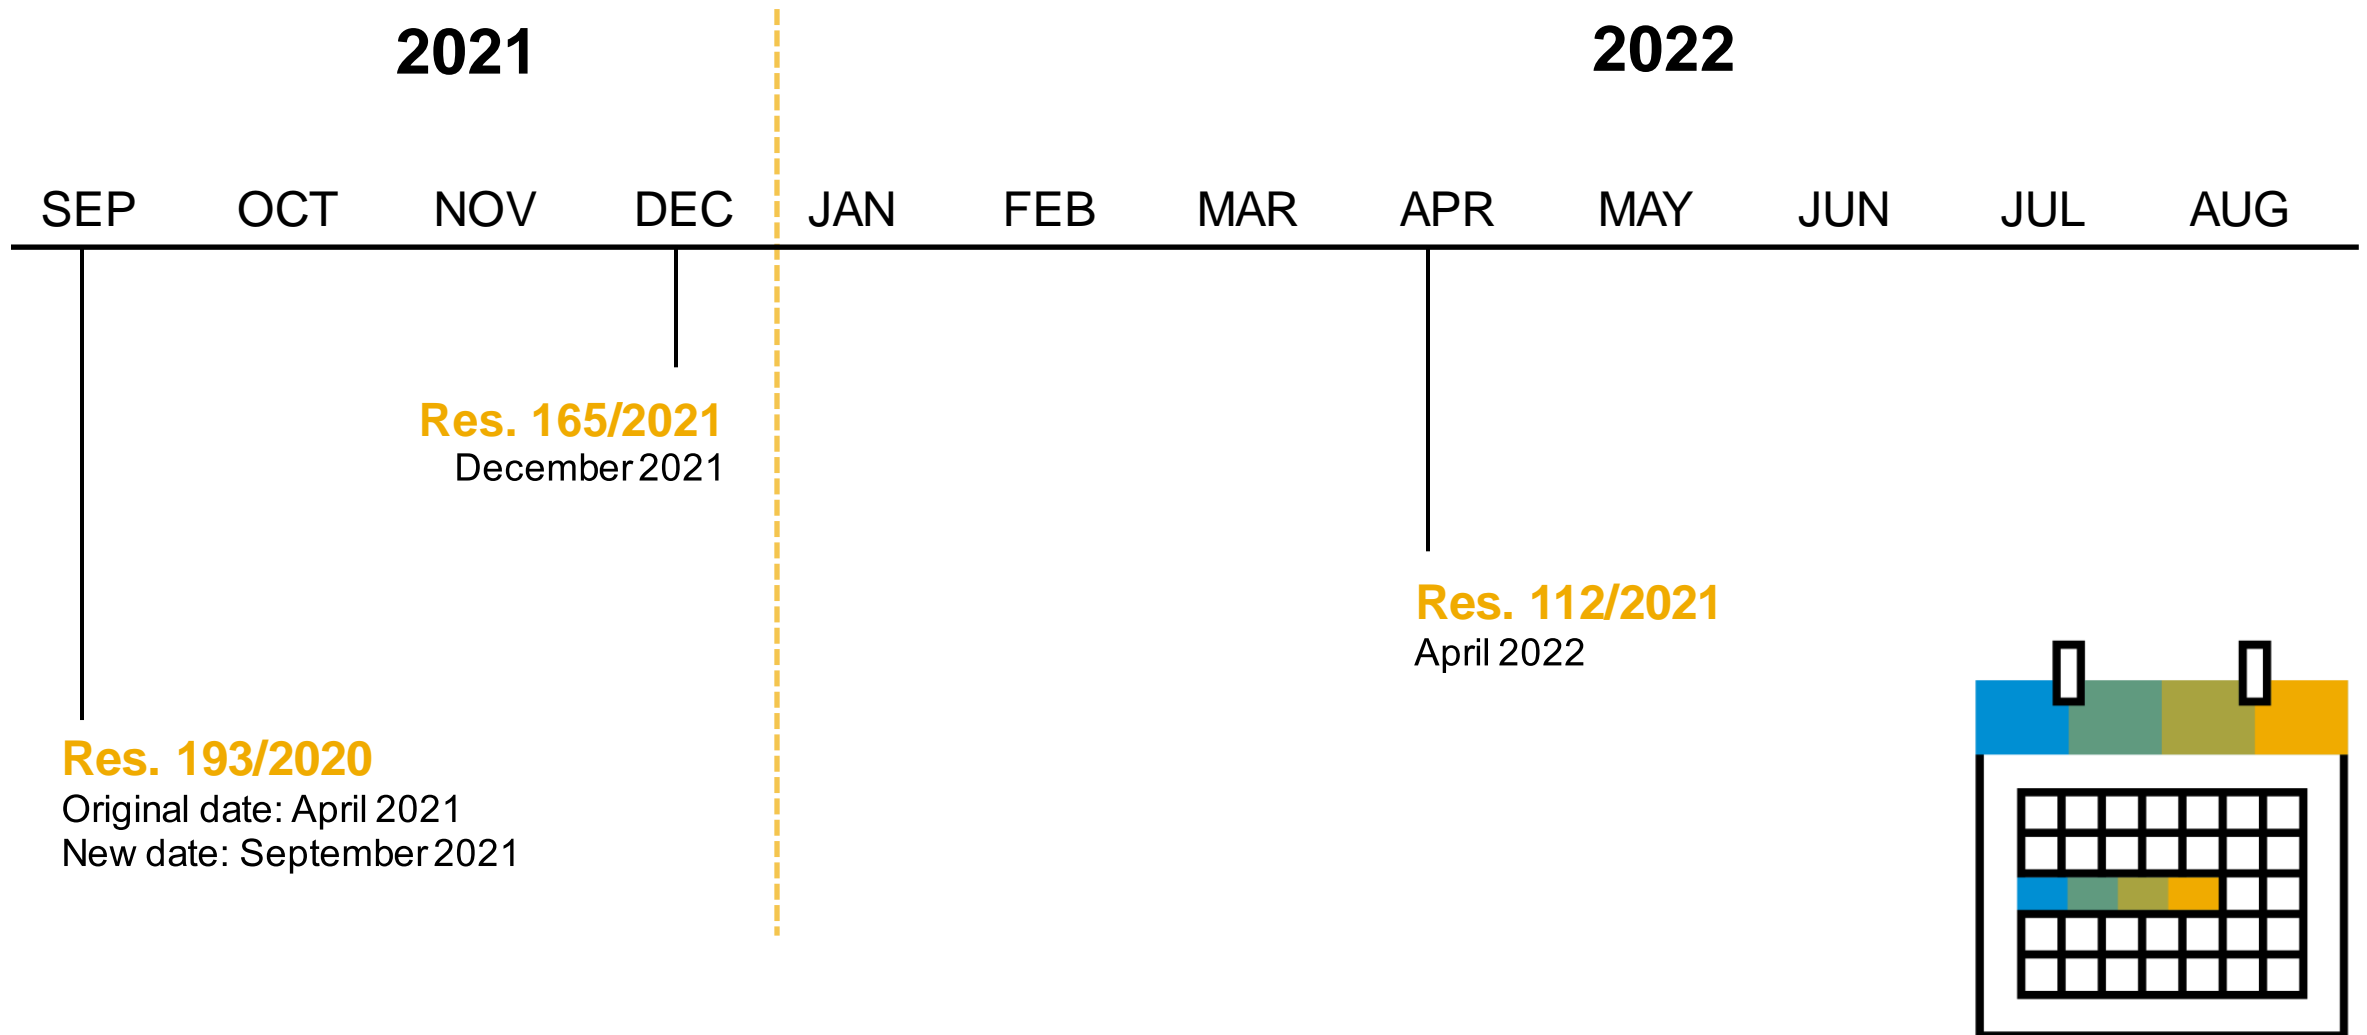 2021
2022
SEP OCT NOV DEC JAN FEB MAR APR MAY JUN JUL AUG
Res. 165/2021
December 2021
Res. 112/2021
April 2022
Res. 193/2020
Original date: April 2021
New date: September 2021